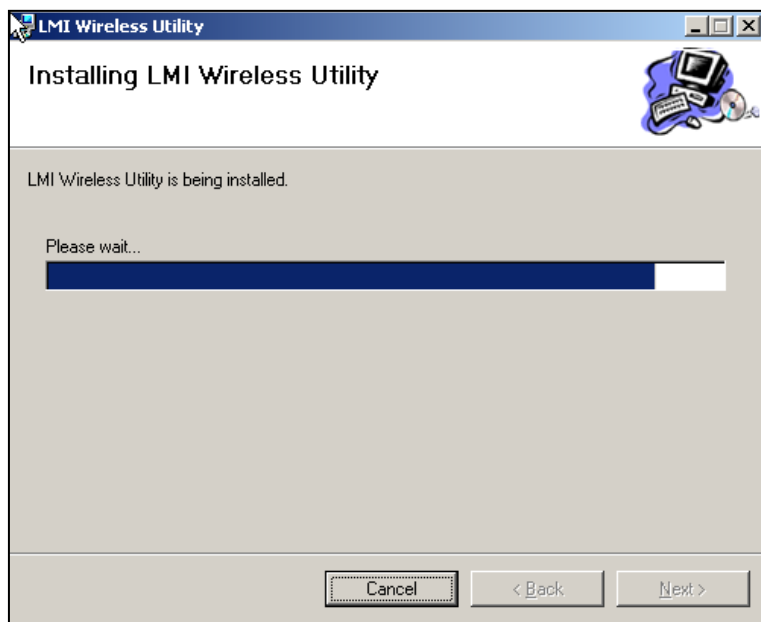 LMI Wireless Utility
Installing LMI Wireless Utility
LMI Wireless Utility is being installed.
Please wait...
Cancel
< Back
Next >